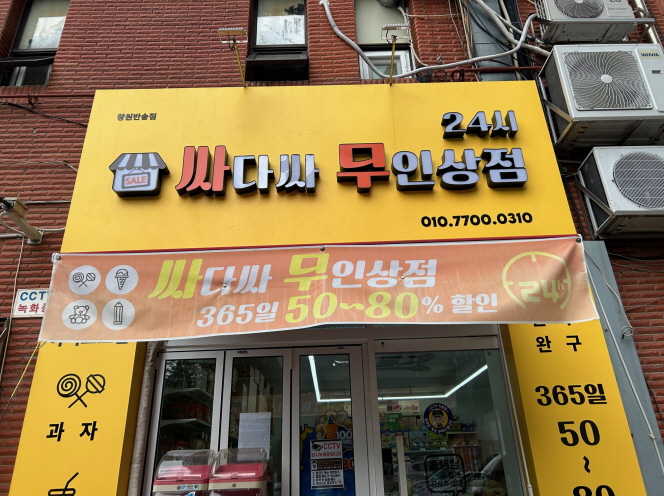 창원반송점
24시
SALE
싸다싸 무인상점
010.7700.0310
싸다싸 무인상점
365일 50~80% 할인
24
CCTV
녹화
과자
완구
365일
50
~
80
CCTV